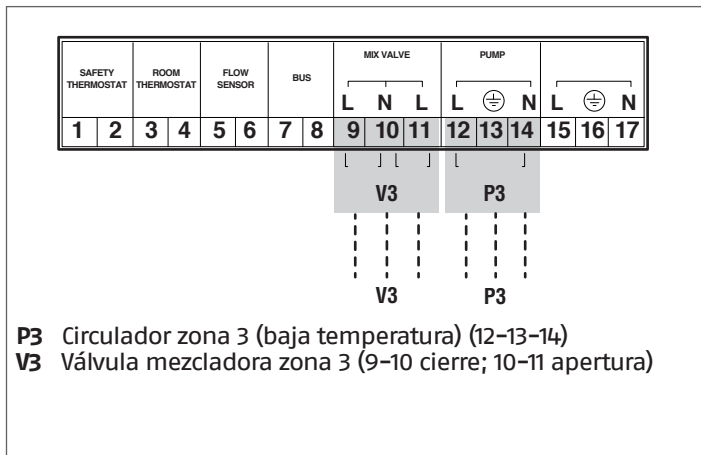 MIX VALVE PUMP
SAFETY THERMOSTAT ROOM THERMOSTAT FLOW SENSOR BUS
L N L L N L N
1 2 3 4 5 6 7 8 9 10 11 12 13 14 15 16 17
V3 P3
V3 P3
P3 Circulador zona 3 (baja temperatura) (12–13–14)
V3 Válvula mezcladora zona 3 (9–10 cierre; 10–11 apertura)